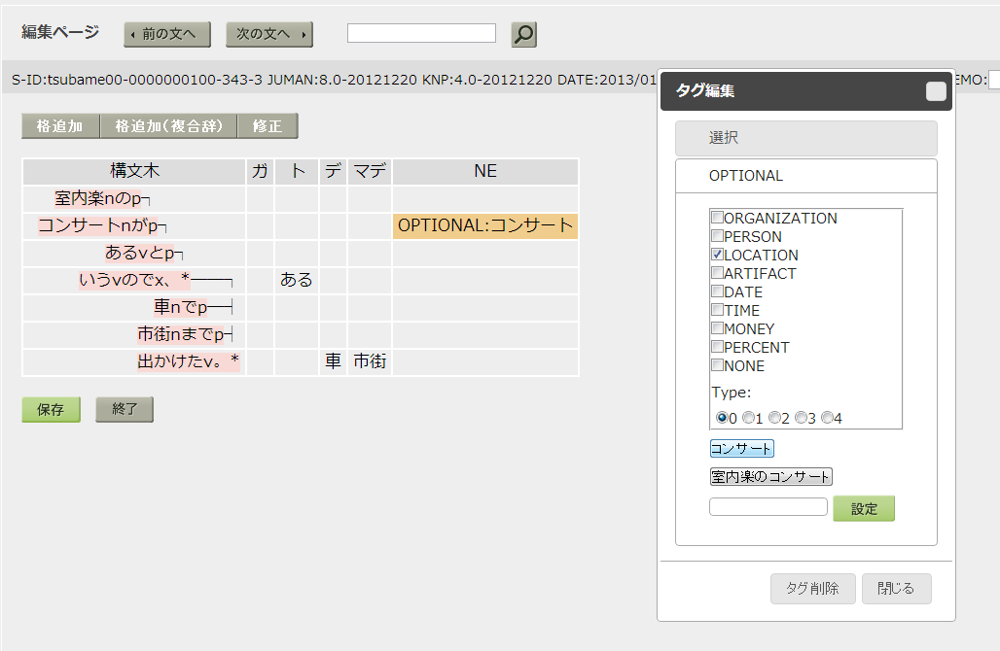 編集ページ 前の文へ 次の文へ
S-ID:tsubame00-0000000100-343-3 JUMAN:8.0-20121220 KNP:4.0-20121220 DATE:2013/01 EMO:
格追加 格追加(複合辞) 修正
構文木 ガ ト デ マデ NE
室内楽nのp┐
コンサートnがp┐ OPTIONAL:コンサート
あるvとp┐
いうvのでx、*──┐ ある
車nでp─┤
市街nまでp┤
出かけたv。* 車 市街
保存 終了
タグ編集
選択
OPTIONAL
ORGANIZATION
PERSON
LOCATION
ARTIFACT
DATE
TIME
MONEY
PERCENT
NONE
Type:
0 1 2 3 4
コンサート
室内楽のコンサート
設定
タグ削除 閉じる